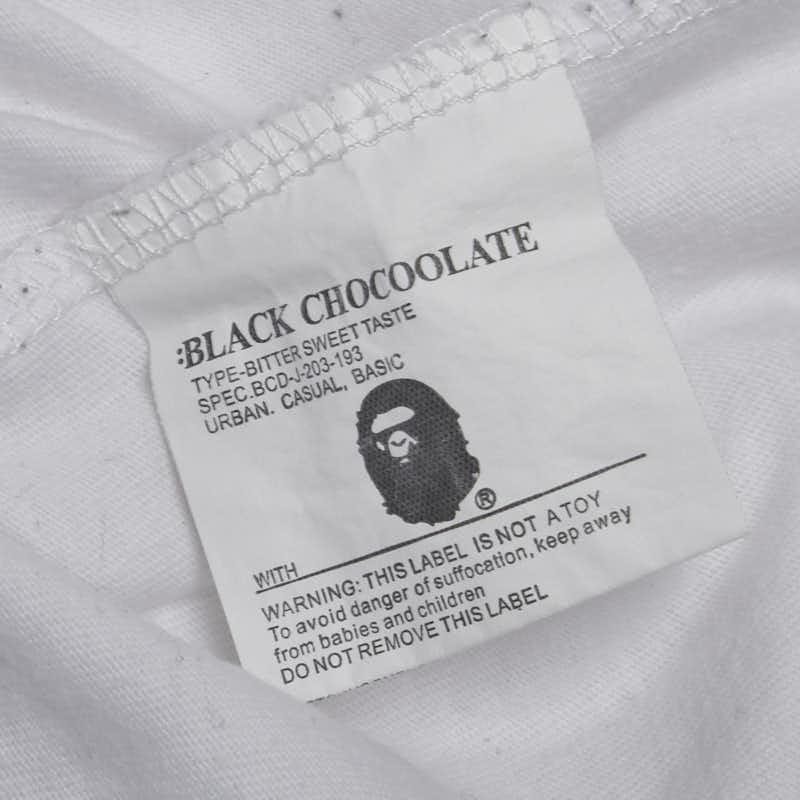 :BLACK CHOCOOLATE
TYPE-BITTER SWEET TASTE
SPEC.BCD-J-203-193
URBAN. CASUAL, BASIC
®
WITH
WARNING: THIS LABEL IS NOT A TOY
To avoid danger of suffocation, keep away
from babies and children
DO NOT REMOVE THIS LABEL